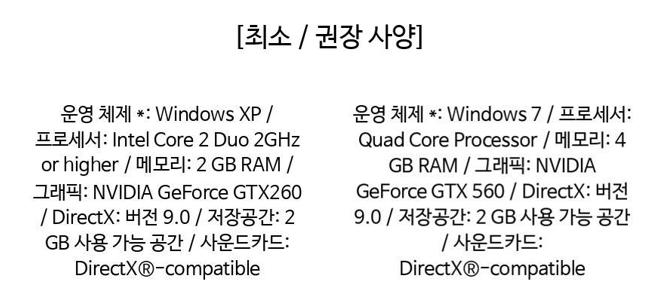 [최소 / 권장 사양]
운영 체제 *: Windows XP /
프로세서: Intel Core 2 Duo 2GHz
or higher / 메모리: 2 GB RAM /
그래픽: NVIDIA GeForce GTX260
/ DirectX: 버전 9.0 / 저장공간: 2
GB 사용 가능 공간 / 사운드카드:
DirectX®-compatible
운영 체제 *: Windows 7 / 프로세서:
Quad Core Processor / 메모리: 4
GB RAM / 그래픽: NVIDIA
GeForce GTX 560 / DirectX: 버전
9.0 / 저장공간: 2 GB 사용 가능 공간
/ 사운드카드:
DirectX®-compatible